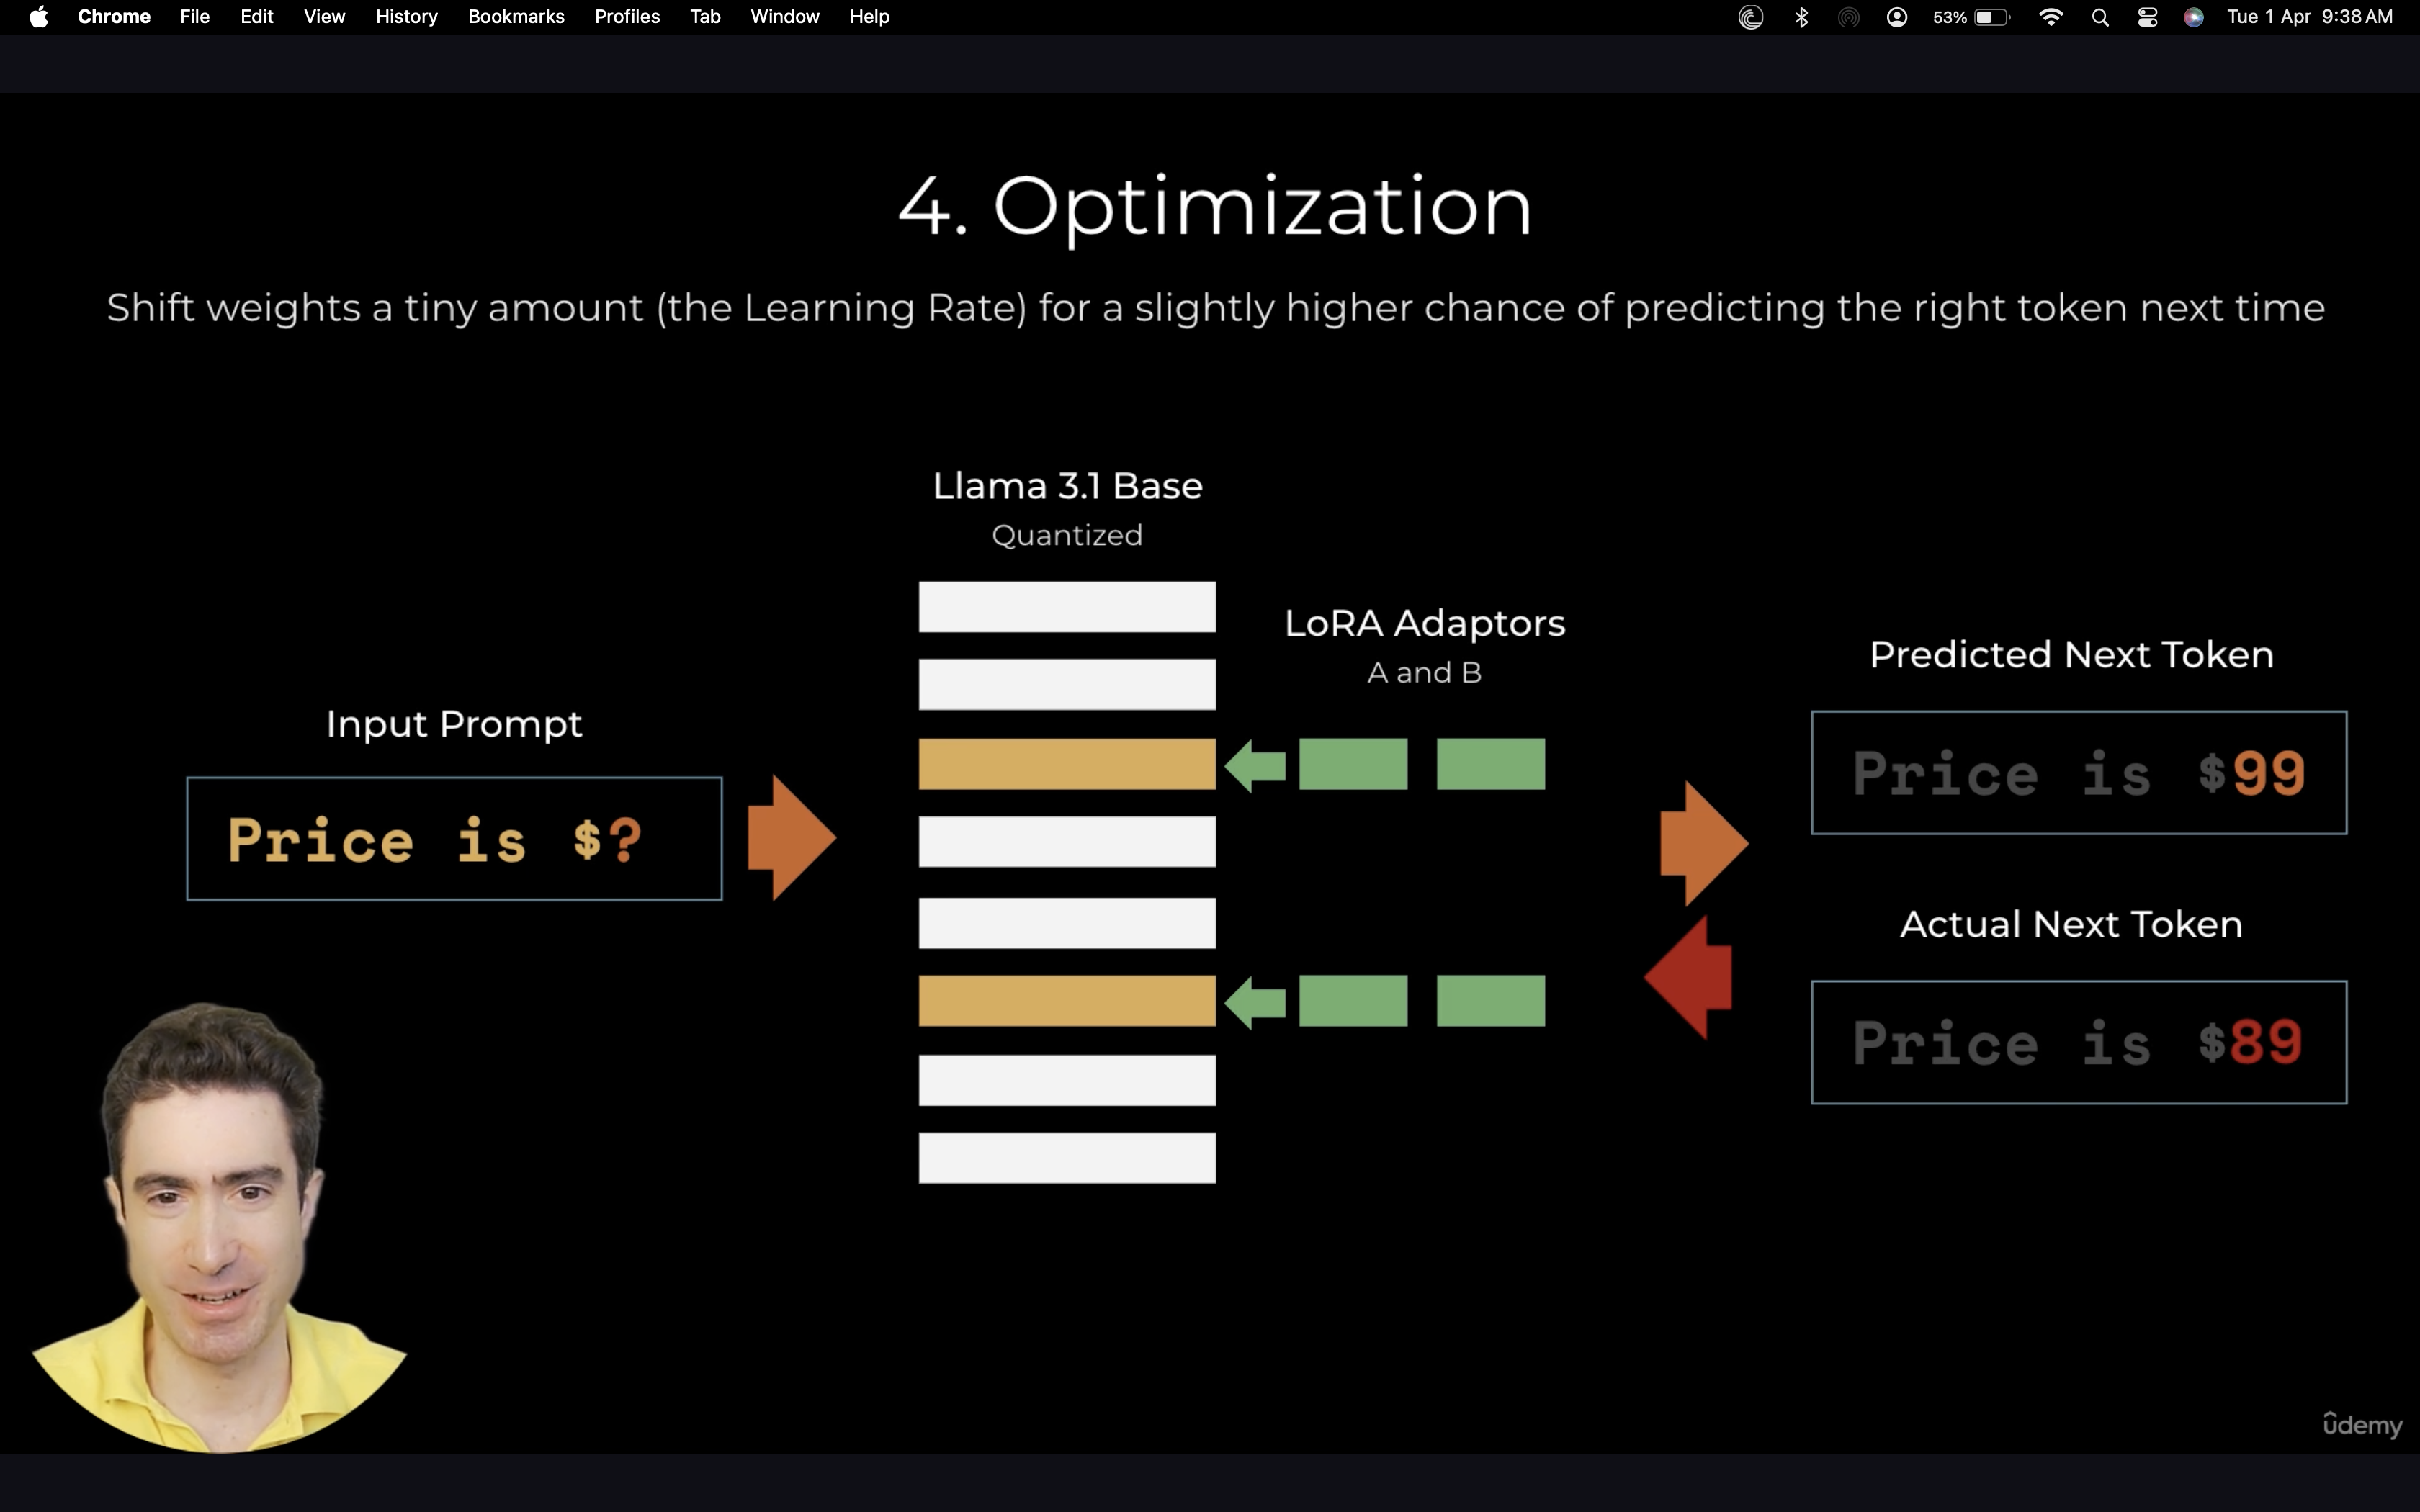 Chrome File Edit View History Bookmarks Profiles Tab Window Help 53% Tue 1 Apr 9:38 AM
4. Optimization
Shift weights a tiny amount (the Learning Rate) for a slightly higher chance of predicting the right token next time
Llama 3.1 Base
Quantized
LoRA Adaptors
A and B
Input Prompt
Price is $?
Predicted Next Token
Price is $99
Actual Next Token
Price is $89
ûdemy